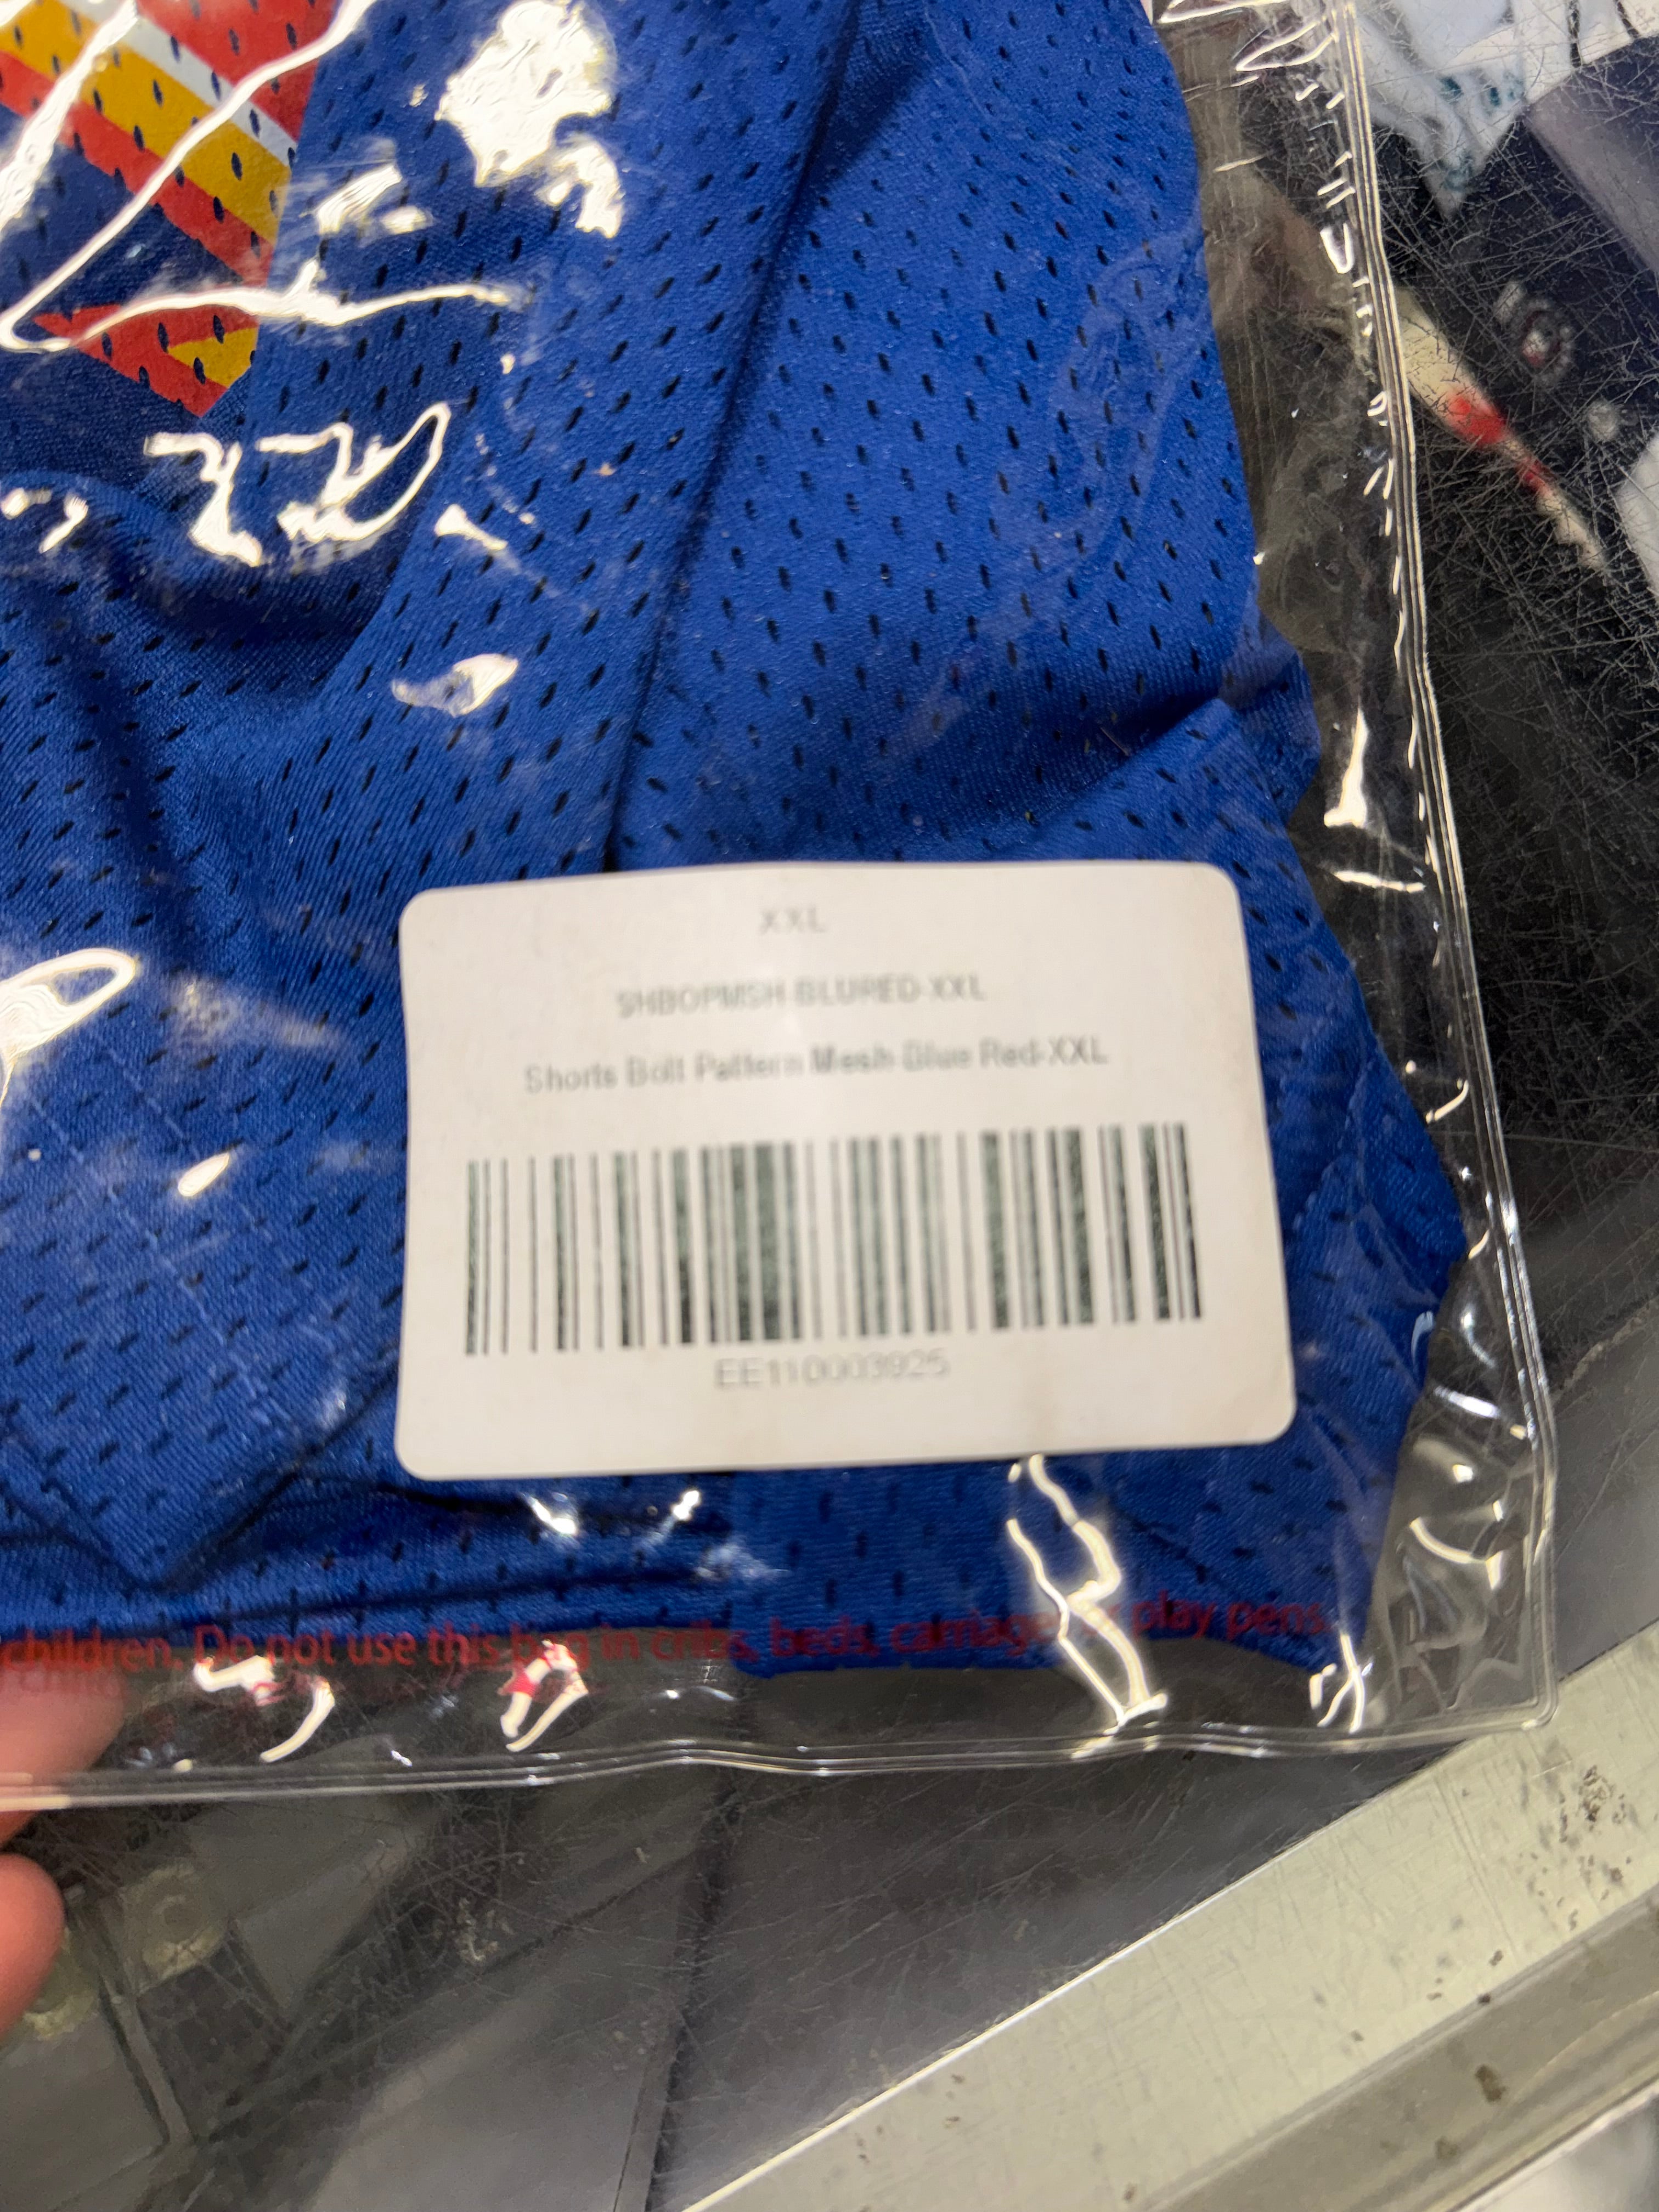 XXL
SHBOPMSH-BLURED-XXL
Shorts Bolt Pattern Mesh-Blue Red-XXL
EE110003925
children. Do not use this bag in cribs, beds, carriages play pens.